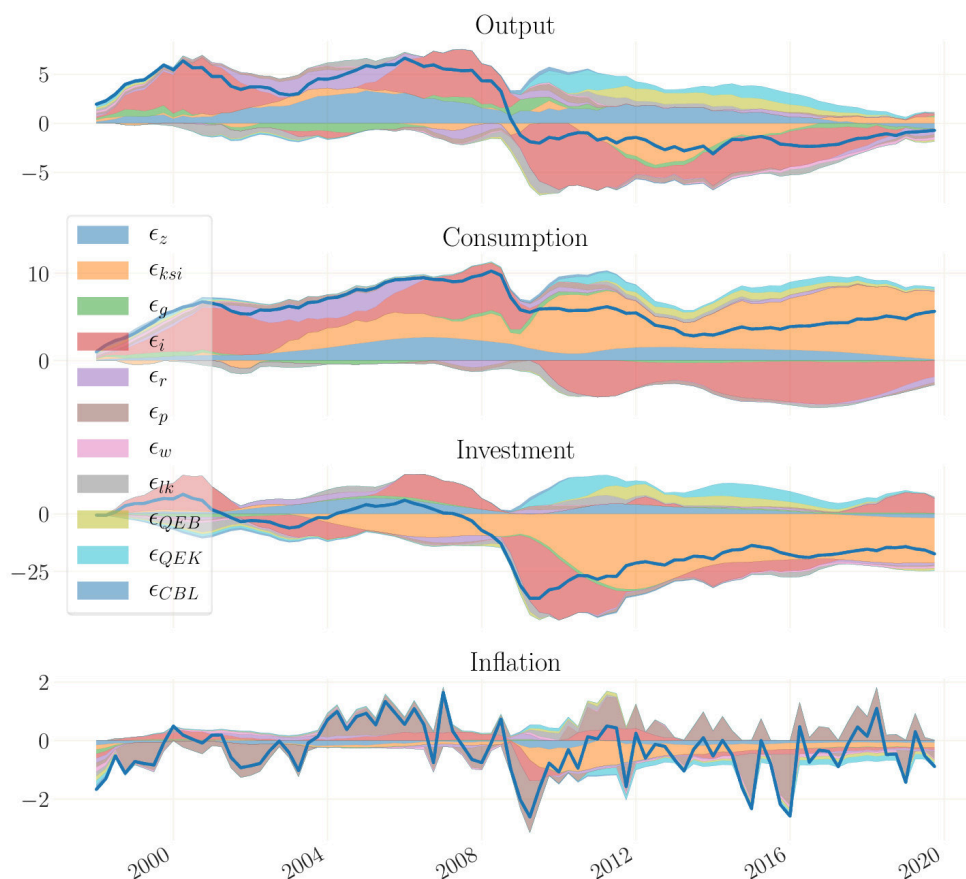 Output
5
0
−5
Consumption
10
0
Investment
0
−25
Inflation
2
0
−2
2000
2004
2008
2012
2016
2020
ϵ_z
ϵ_ksi
ϵ_g
ϵ_i
ϵ_r
ϵ_p
ϵ_w
ϵ_lk
ϵ_QEB
ϵ_QEK
ϵ_CBL